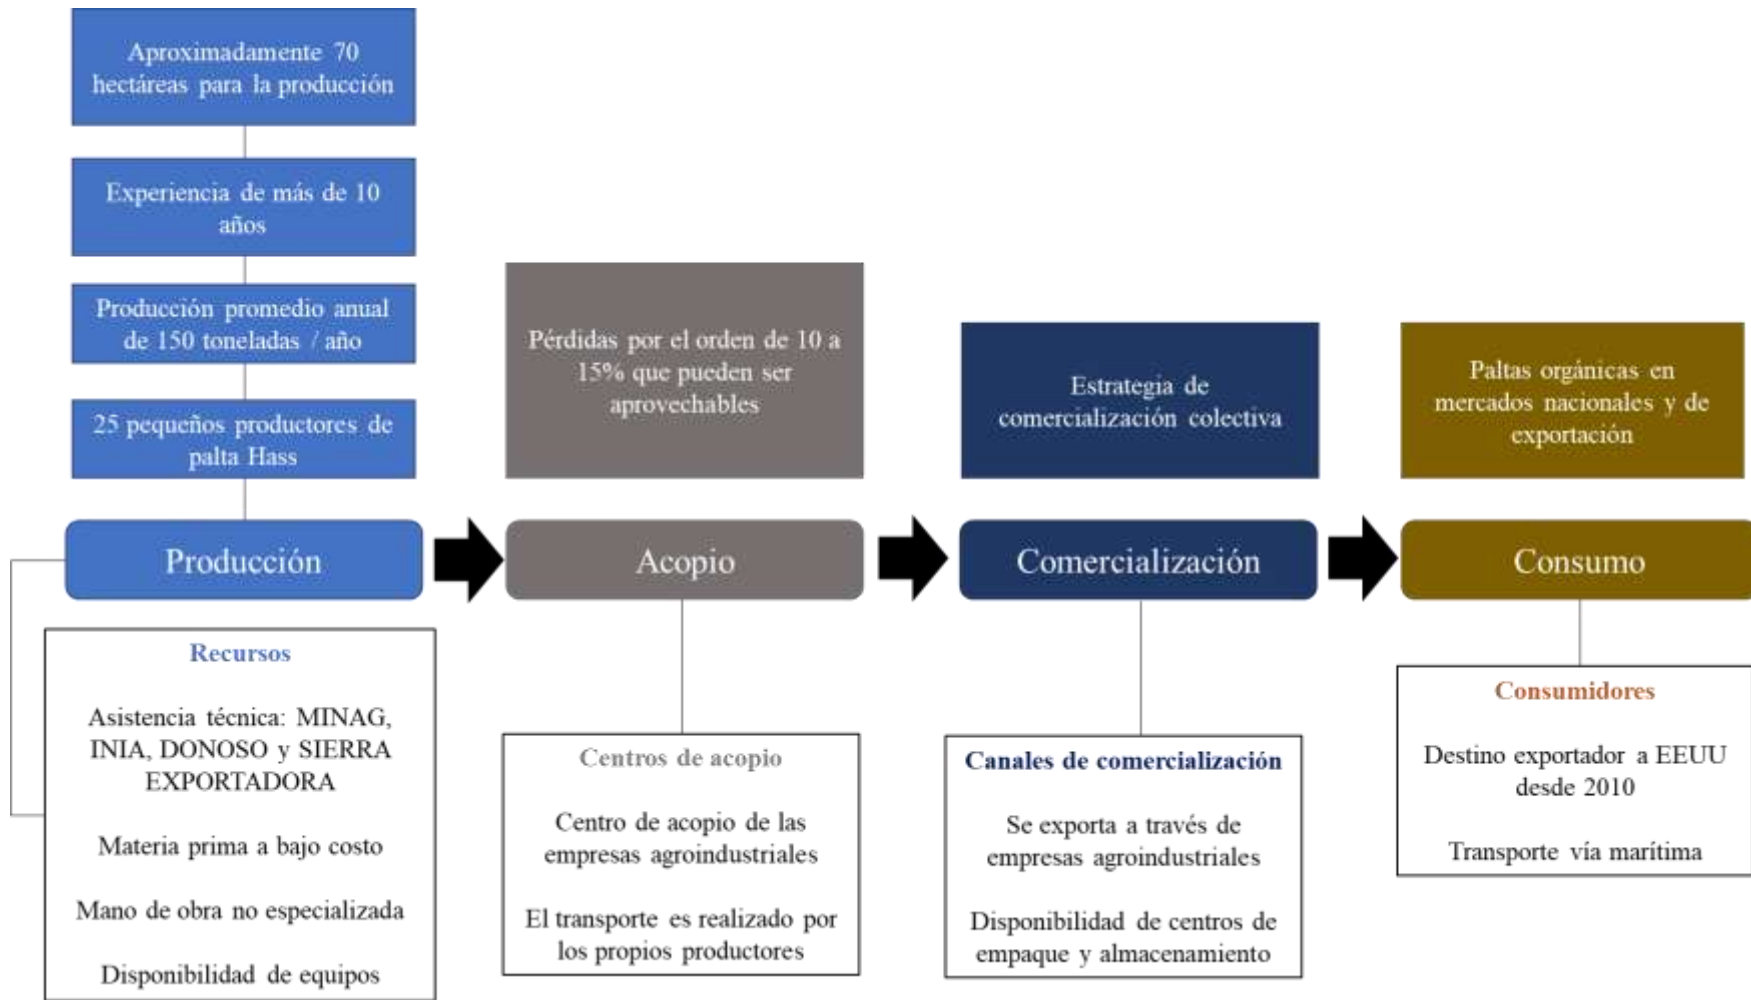 Aproximadamente 70
hectáreas para la producción
Experiencia de más de 10
años
Producción promedio anual
de 150 toneladas / año
25 pequeños productores de
palta Hass
Producción
Recursos
Asistencia técnica: MINAG,
INIA, DONOSO y SIERRA
EXPORTADORA
Materia prima a bajo costo
Mano de obra no especializada
Disponibilidad de equipos
Pérdidas por el orden de 10 a
15% que pueden ser
aprovechables
Acopio
Centros de acopio
Centro de acopio de las
empresas agroindustriales
El transporte es realizado por
los propios productores
Estrategia de
comercialización colectiva
Comercialización
Canales de comercialización
Se exporta a través de
empresas agroindustriales
Disponibilidad de centros de
empaque y almacenamiento
Paltas orgánicas en
mercados nacionales y de
exportación
Consumo
Consumidores
Destino exportador a EEUU
desde 2010
Transporte vía marítima